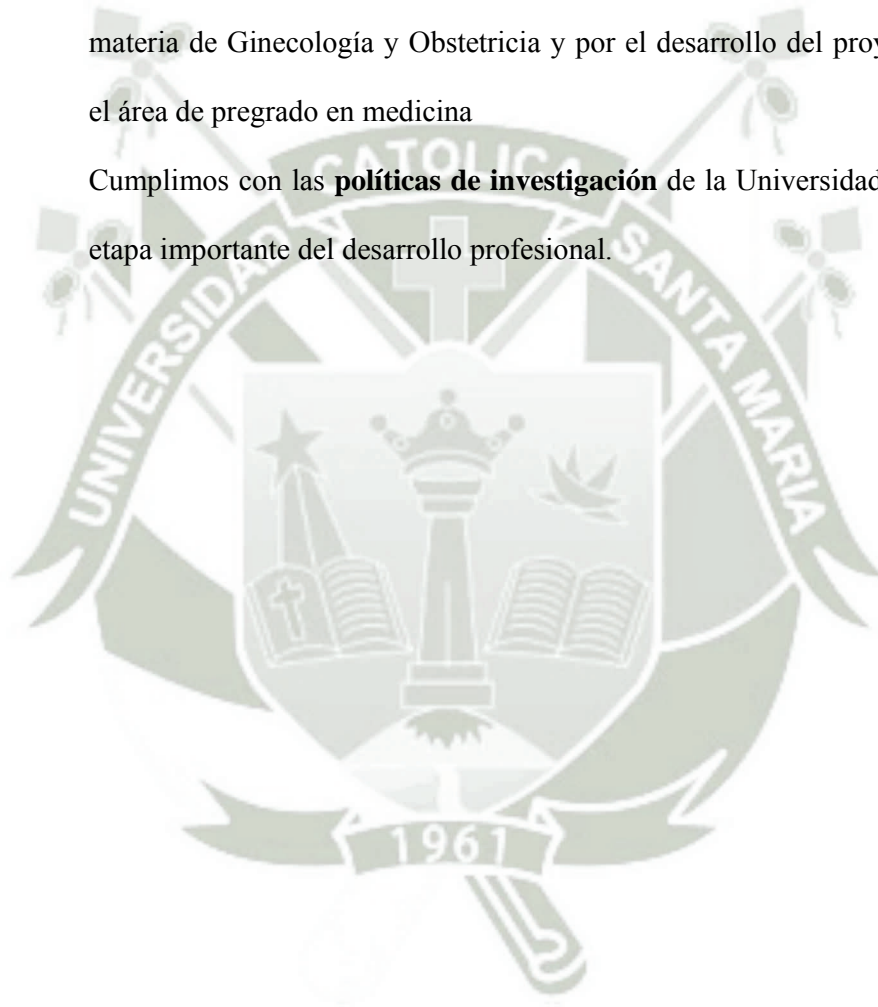 materia de Ginecología y Obstetricia y por el desarrollo del proy
el área de pregrado en medicina
Cumplimos con las políticas de investigación de la Universidad
etapa importante del desarrollo profesional.
UNIVERSIDAD CATOLICA SANTA MARIA
1961